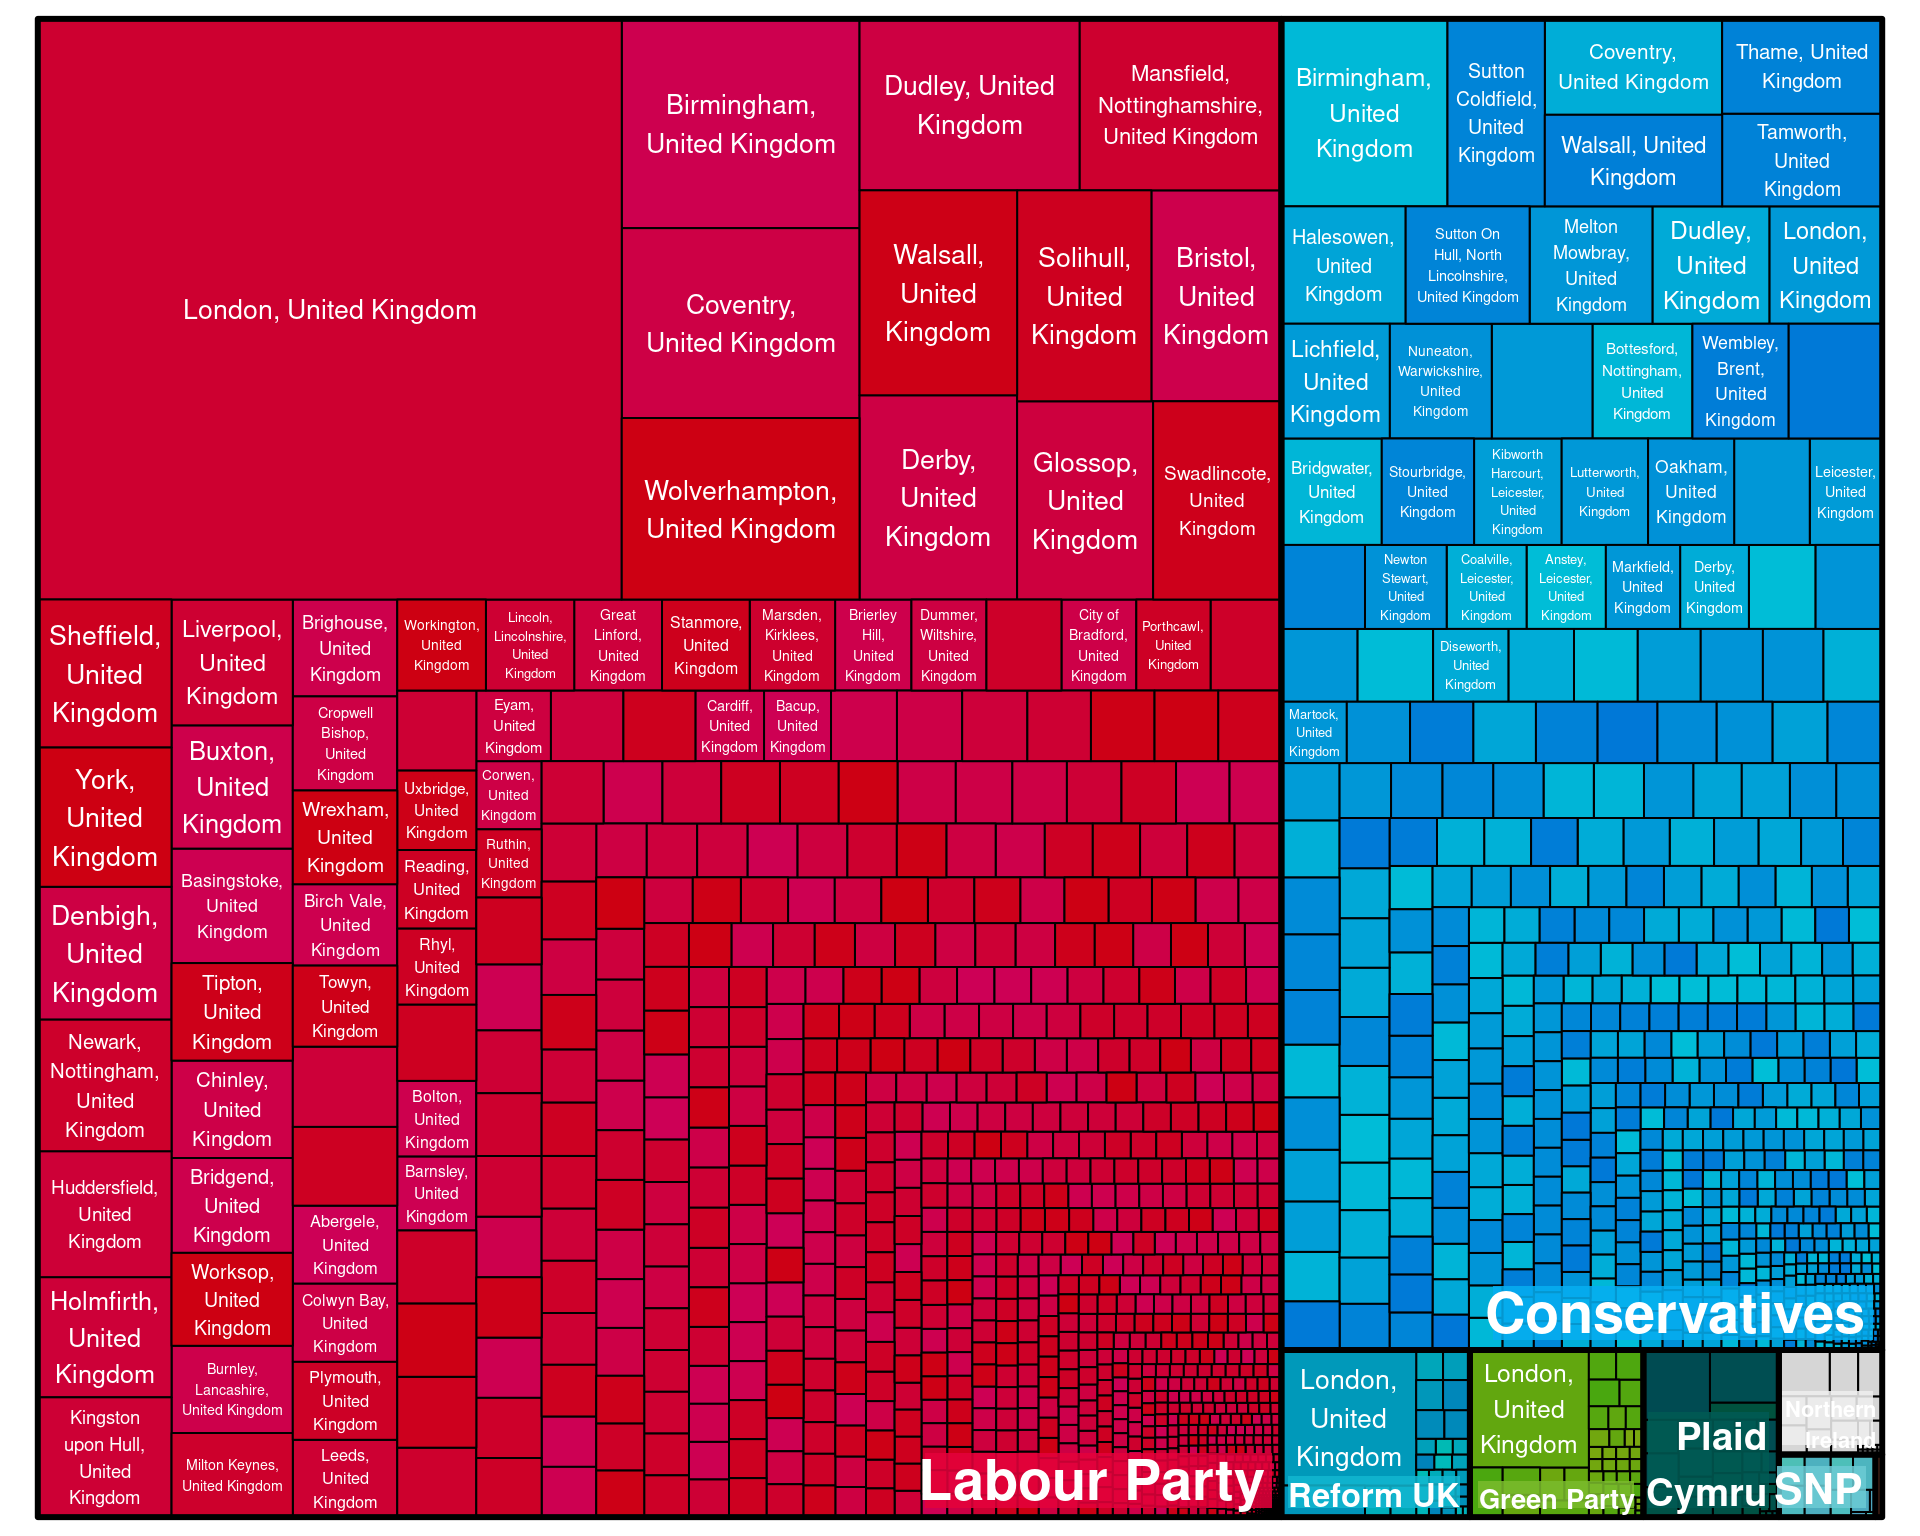 London, United Kingdom
Birmingham,
United Kingdom
Coventry,
United Kingdom
Wolverhampton,
United Kingdom
Dudley, United
Kingdom
Mansfield,
Nottinghamshire,
United Kingdom
Walsall,
United
Kingdom
Solihull,
United
Kingdom
Bristol,
United
Kingdom
Derby,
United
Kingdom
Glossop,
United
Kingdom
Swadlincote,
United
Kingdom
Sheffield,
United
Kingdom
York,
United
Kingdom
Denbigh,
United
Kingdom
Newark,
Nottingham,
United
Kingdom
Huddersfield,
United
Kingdom
Holmfirth,
United
Kingdom
Kingston
upon Hull,
United
Kingdom
Liverpool,
United
Kingdom
Buxton,
United
Kingdom
Basingstoke,
United
Kingdom
Tipton,
United
Kingdom
Chinley,
United
Kingdom
Bridgend,
United
Kingdom
Worksop,
United
Kingdom
Burnley,
Lancashire,
United Kingdom
Milton Keynes,
United Kingdom
Brighouse,
United
Kingdom
Cropwell
Bishop,
United
Kingdom
Wrexham,
United
Kingdom
Birch Vale,
United
Kingdom
Towyn,
United
Kingdom
Abergele,
United
Kingdom
Colwyn Bay,
United
Kingdom
Plymouth,
United
Kingdom
Leeds,
United
Kingdom
Workington,
United
Kingdom
Lincoln,
Lincolnshire,
United
Kingdom
Great
Linford,
United
Kingdom
Stanmore,
United
Kingdom
Marsden,
Kirklees,
United
Kingdom
Brierley
Hill,
United
Kingdom
Dummer,
Wiltshire,
United
Kingdom
City of
Bradford,
United
Kingdom
Porthcawl,
United
Kingdom
Uxbridge,
United
Kingdom
Reading,
United
Kingdom
Rhyl,
United
Kingdom
Bolton,
United
Kingdom
Barnsley,
United
Kingdom
Eyam,
United
Kingdom
Cardiff,
United
Kingdom
Bacup,
United
Kingdom
Corwen,
United
Kingdom
Ruthin,
United
Kingdom
Labour Party
Birmingham,
United
Kingdom
Sutton
Coldfield,
United
Kingdom
Coventry,
United Kingdom
Walsall, United
Kingdom
Thame, United
Kingdom
Tamworth,
United
Kingdom
Halesowen,
United
Kingdom
Sutton On
Hull, North
Lincolnshire,
United Kingdom
Melton
Mowbray,
United
Kingdom
Dudley,
United
Kingdom
London,
United
Kingdom
Lichfield,
United
Kingdom
Nuneaton,
Warwickshire,
United
Kingdom
Bottesford,
Nottingham,
United
Kingdom
Wembley,
Brent,
United
Kingdom
Bridgwater,
United
Kingdom
Stourbridge,
United
Kingdom
Kibworth
Harcourt,
Leicester,
United
Kingdom
Lutterworth,
United
Kingdom
Oakham,
United
Kingdom
Leicester,
United
Kingdom
Newton
Stewart,
United
Kingdom
Coalville,
Leicester,
United
Kingdom
Anstey,
Leicester,
United
Kingdom
Markfield,
United
Kingdom
Derby,
United
Kingdom
Diseworth,
United
Kingdom
Martock,
United
Kingdom
Conservatives
London,
United
Kingdom
Reform UK
London,
United
Kingdom
Green Party
Plaid
Cymru
Northern
Ireland
SNP